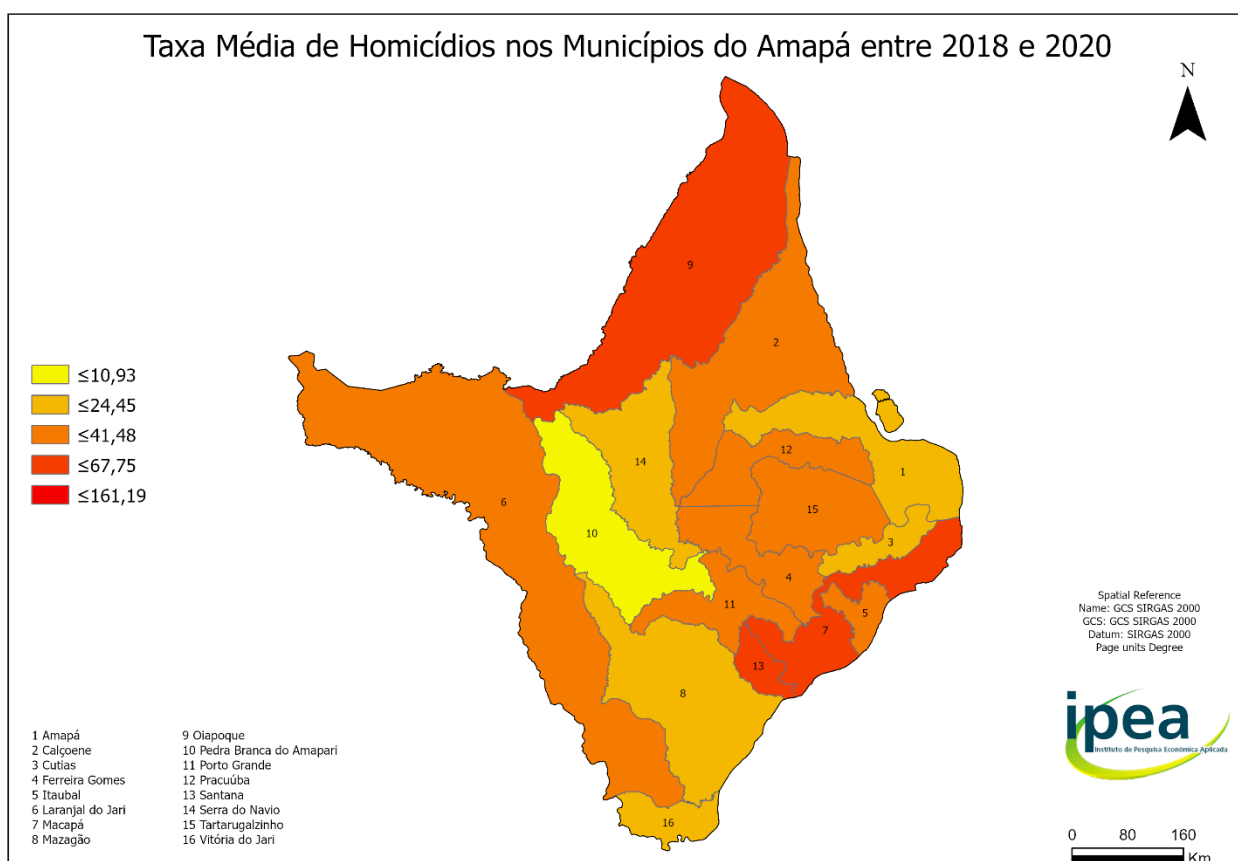 Taxa Média de Homicídios nos Municípios do Amapá entre 2018 e 2020
N
9
2
≤10,93
≤24,45
≤41,48
≤67,75
≤161,19
12
14
1
6
15
10
3
4
11
5
7
13
8
16
Spatial Reference
Name: GCS SIRGAS 2000
GCS: GCS SIRGAS 2000
Datum: SIRGAS 2000
Page units Degree
ipea
Instituto de Pesquisa Econômica Aplicada
1 Amapá
2 Calçoene
3 Cutias
4 Ferreira Gomes
5 Itaubal
6 Laranjal do Jari
7 Macapá
8 Mazagão
9 Oiapoque
10 Pedra Branca do Amapari
11 Porto Grande
12 Pracuúba
13 Santana
14 Serra do Navio
15 Tartarugalzinho
16 Vitória do Jari
0 80 160
Km